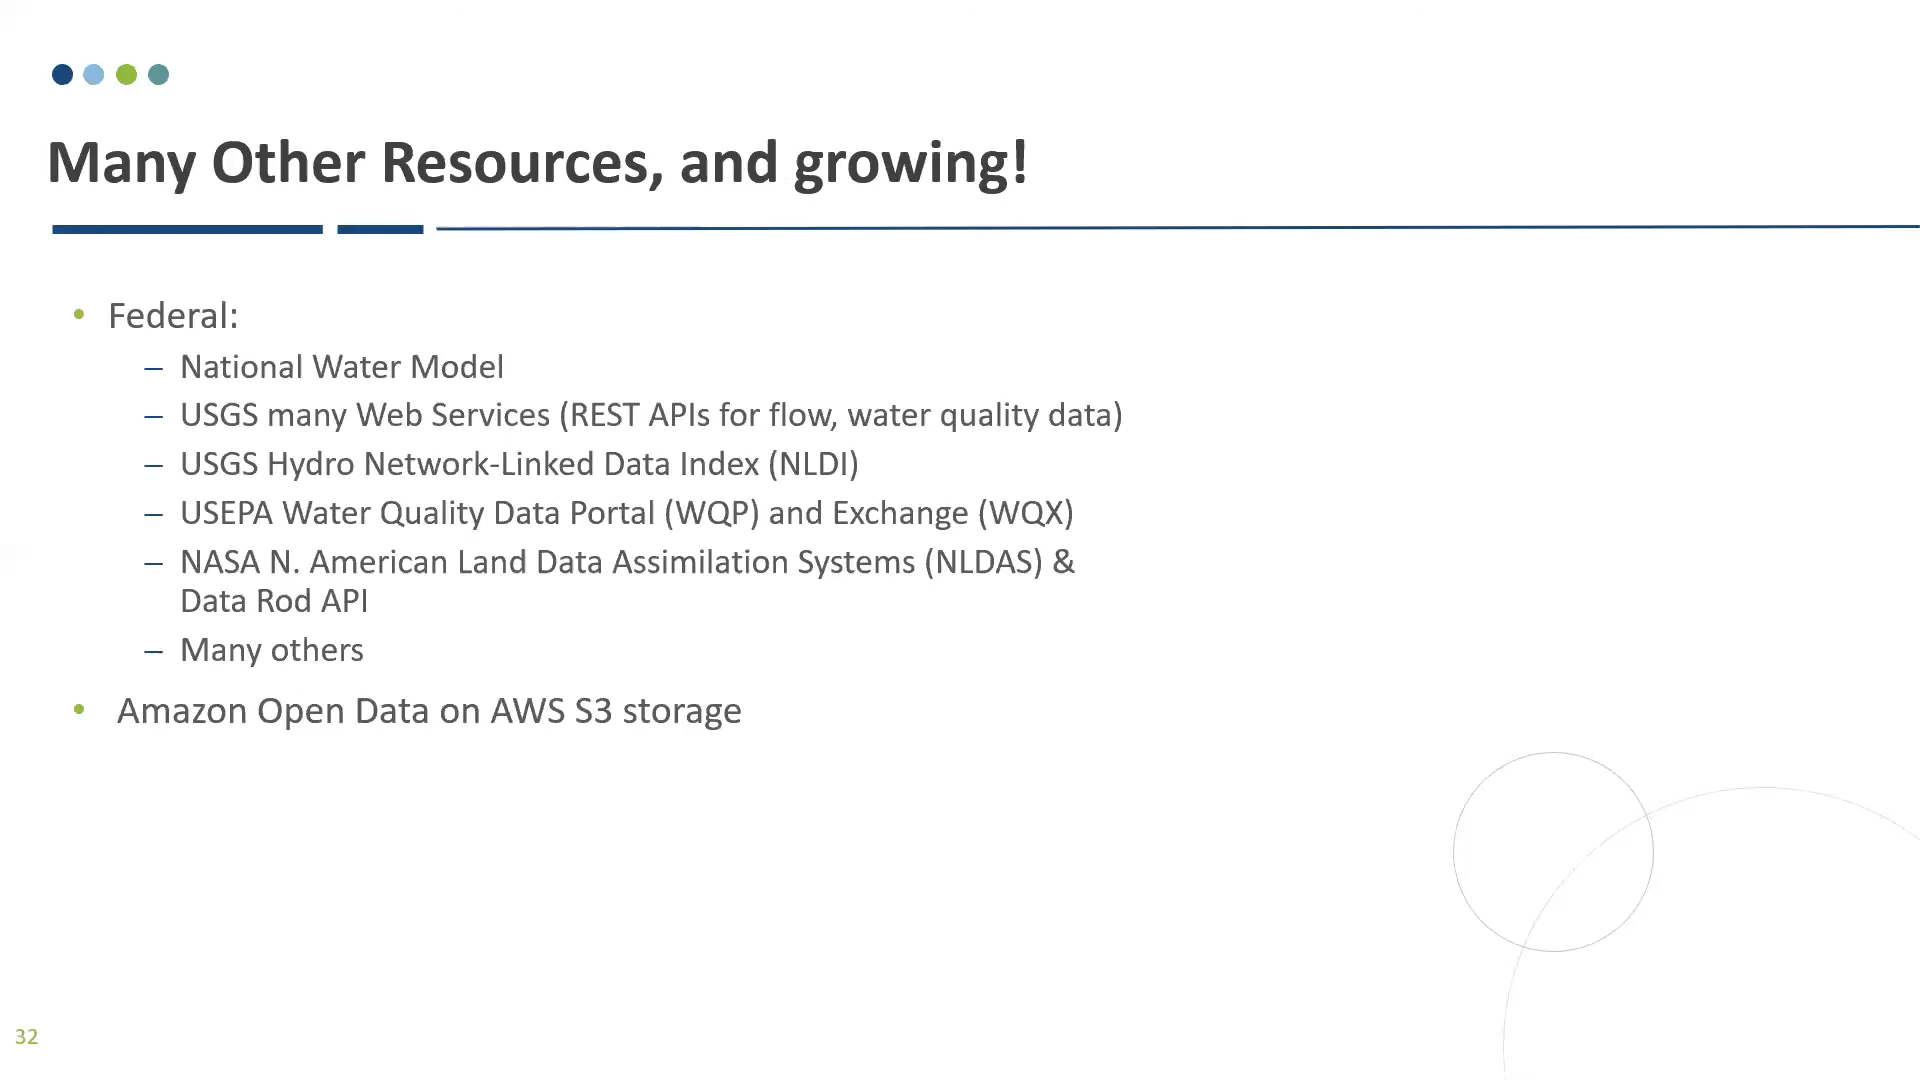 Many Other Resources, and growing!
• Federal:
– National Water Model
– USGS many Web Services (REST APIs for flow, water quality data)
– USGS Hydro Network-Linked Data Index (NLDI)
– USEPA Water Quality Data Portal (WQP) and Exchange (WQX)
– NASA N. American Land Data Assimilation Systems (NLDAS) &
Data Rod API
– Many others
• Amazon Open Data on AWS S3 storage
32